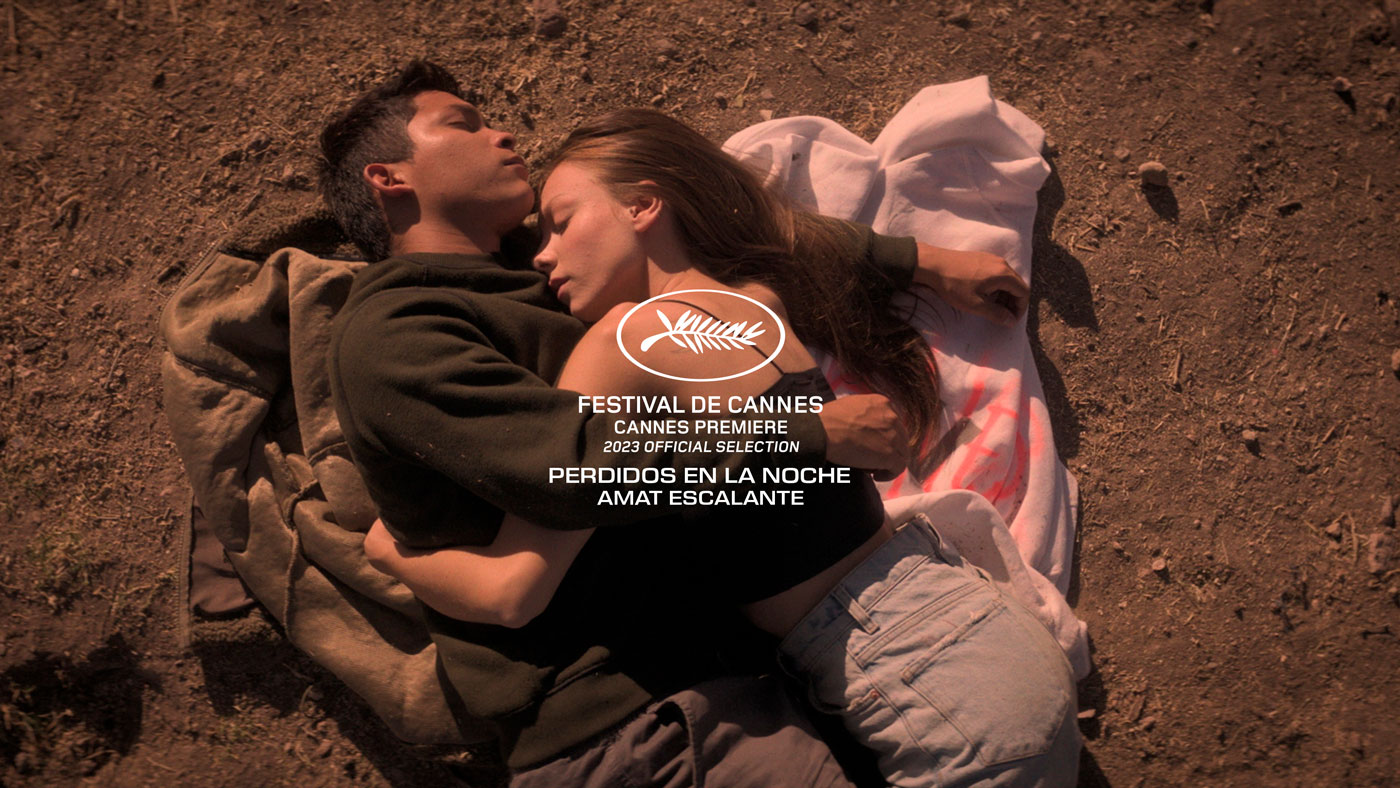 FESTIVAL DE CANNES
CANNES PREMIERE
2023 OFFICIAL SELECTION
PERDIDOS EN LA NOCHE
AMAT ESCALANTE